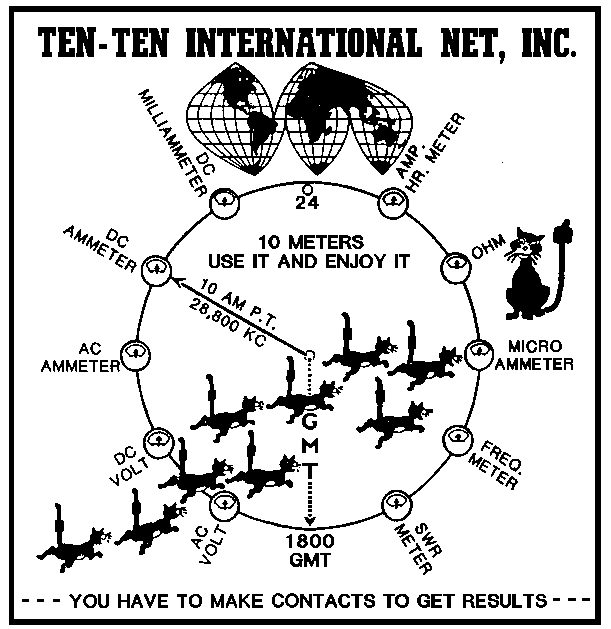 TEN-TEN INTERNATIONAL NET, INC.
DC
MILLIAMMETER
AMP.
HR. METER
24
10 METERS
USE IT AND ENJOY IT
DC
AMMETER
OHM
10 AM P.T.
28,800 KC
AC
AMMETER
MICRO
AMMETER
GMT
DC
VOLT
FREQ.
METER
AC
VOLT
SWR
METER
1800
GMT
--- YOU HAVE TO MAKE CONTACTS TO GET RESULTS ---